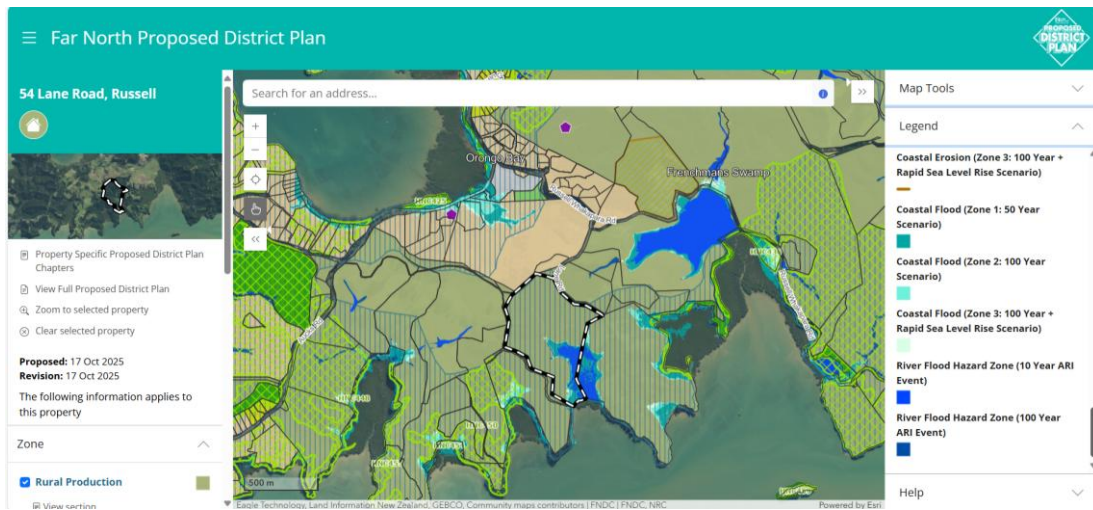 Far North Proposed District Plan
PROPOSED
DISTRICT
PLAN
54 Lane Road, Russell
Property Specific Proposed District Plan
Chapters
View Full Proposed District Plan
Zoom to selected property
Clear selected property
Proposed: 17 Oct 2025
Revision: 17 Oct 2025
The following information applies to
this property
Zone
Rural Production
View section
Search for an address...
Orongo Bay
Frenchmans Swamp
500 m
Eagle Technology, Land Information New Zealand, GEBCO, Community maps contributors | FNDC | FNDC, NRC
Powered by Esri
Map Tools
Legend
Coastal Erosion (Zone 3: 100 Year +
Rapid Sea Level Rise Scenario)
Coastal Flood (Zone 1: 50 Year
Scenario)
Coastal Flood (Zone 2: 100 Year
Scenario)
Coastal Flood (Zone 3: 100 Year +
Rapid Sea Level Rise Scenario)
River Flood Hazard Zone (10 Year ARI
Event)
River Flood Hazard Zone (100 Year
ARI Event)
Help